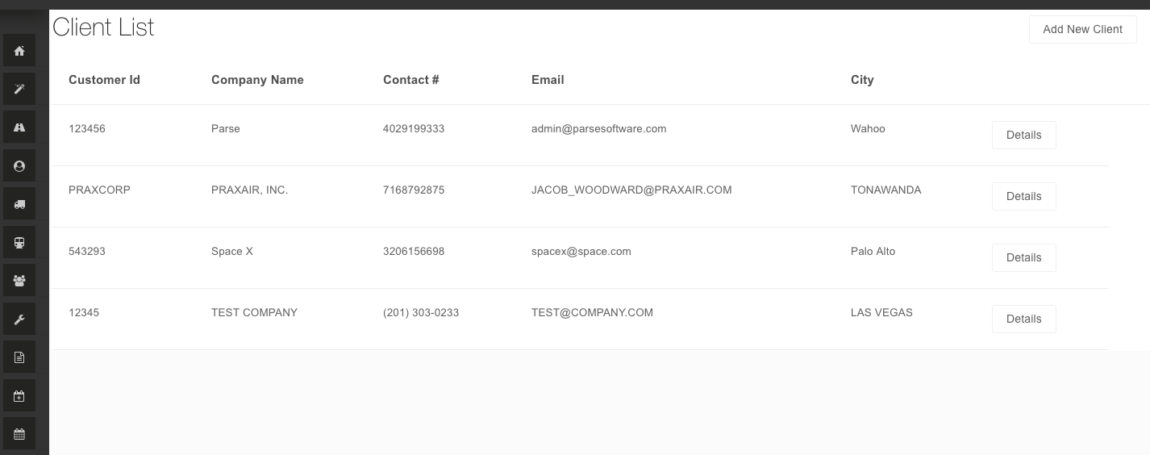 Client List
Add New Client
Customer Id Company Name Contact # Email City
123456 Parse 4029199333 admin@parsesoftware.com Wahoo Details
PRAXCORP PRAXAIR, INC. 7168792875 JACOB_WOODWARD@PRAXAIR.COM TONAWANDA Details
543293 Space X 3206156698 spacex@space.com Palo Alto Details
12345 TEST COMPANY (201) 303-0233 TEST@COMPANY.COM LAS VEGAS Details